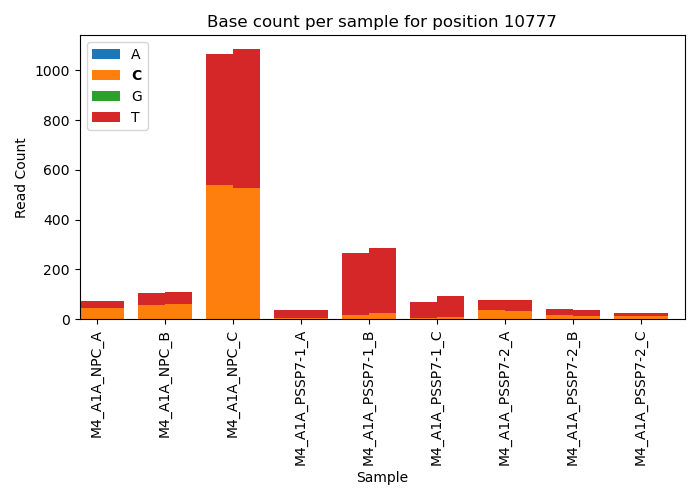 Base count per sample for position 10777
1000
800
600
400
200
0
Read Count
A
C
G
T
M4_A1A_NPC_A
M4_A1A_NPC_B
M4_A1A_NPC_C
M4_A1A_PSSP7-1_A
M4_A1A_PSSP7-1_B
M4_A1A_PSSP7-1_C
M4_A1A_PSSP7-2_A
M4_A1A_PSSP7-2_B
M4_A1A_PSSP7-2_C
Sample